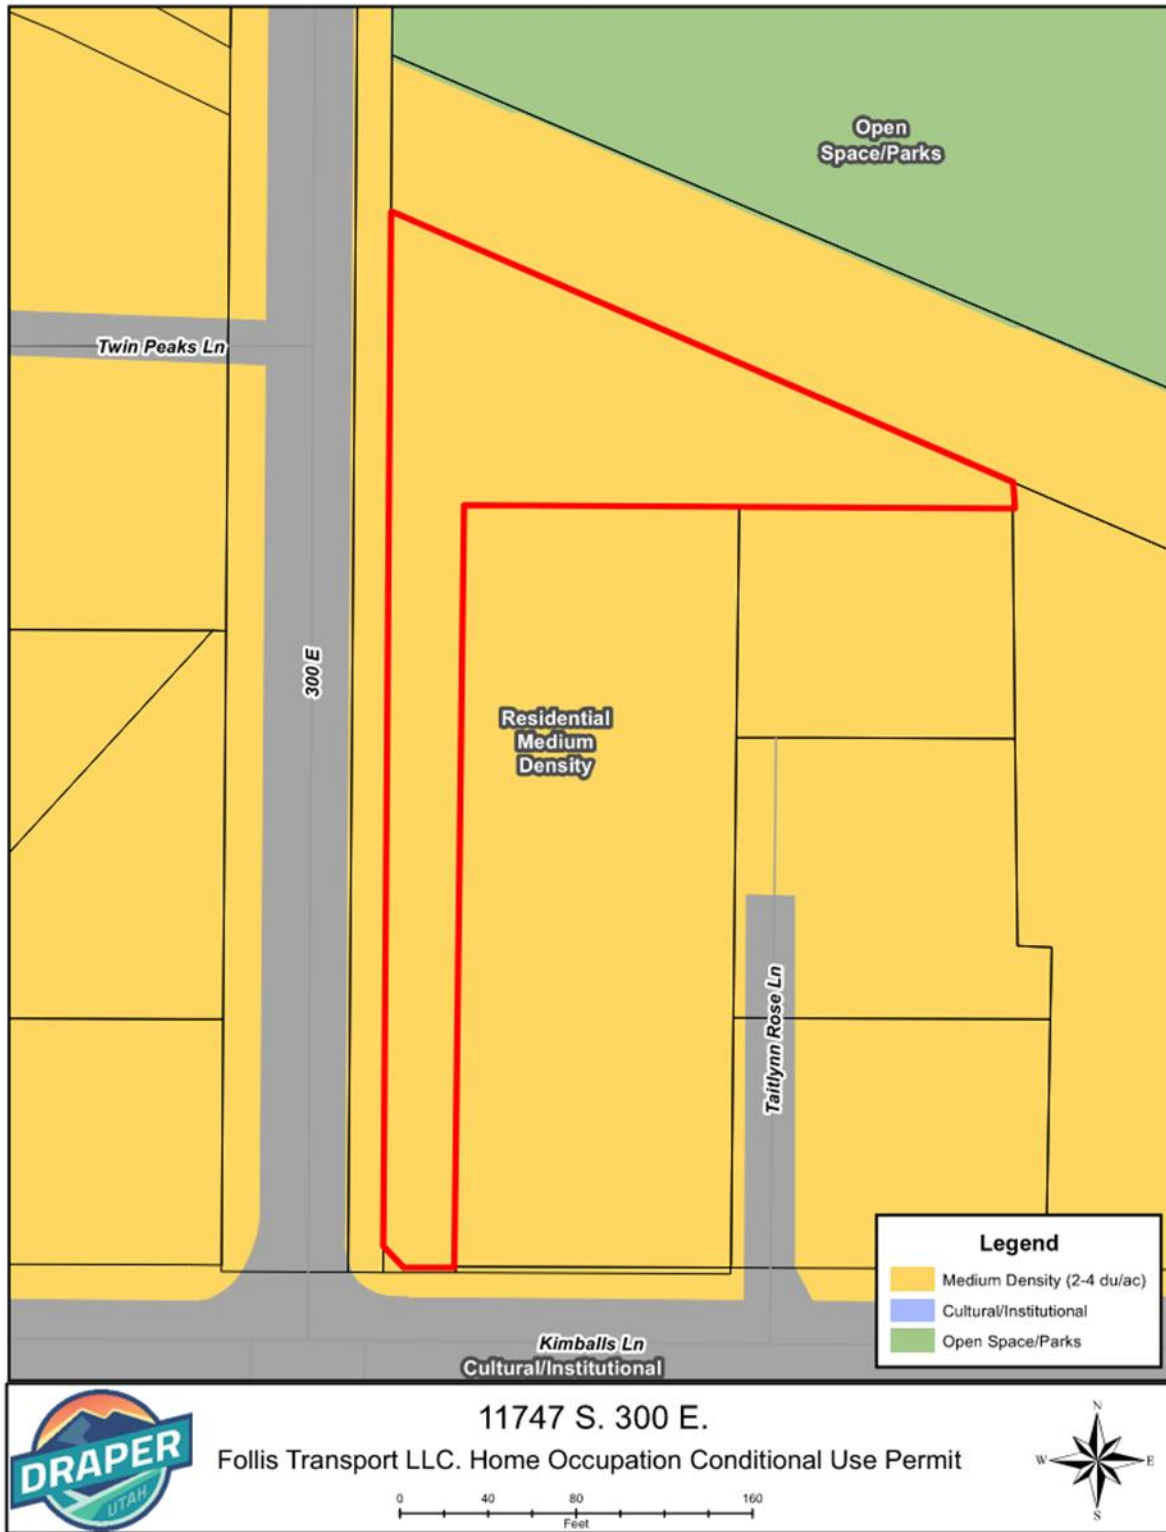 Open
Space/Parks
Twin Peaks Ln
300 E
Residential
Medium
Density
Taitlynn Rose Ln
Legend
Medium Density (2-4 du/ac)
Cultural/Institutional
Open Space/Parks
Kimballs Ln
Cultural/Institutional
DRAPER
UTAH
11747 S. 300 E.
Follis Transport LLC. Home Occupation Conditional Use Permit
0 40 80 160
Feet
N
W E
S